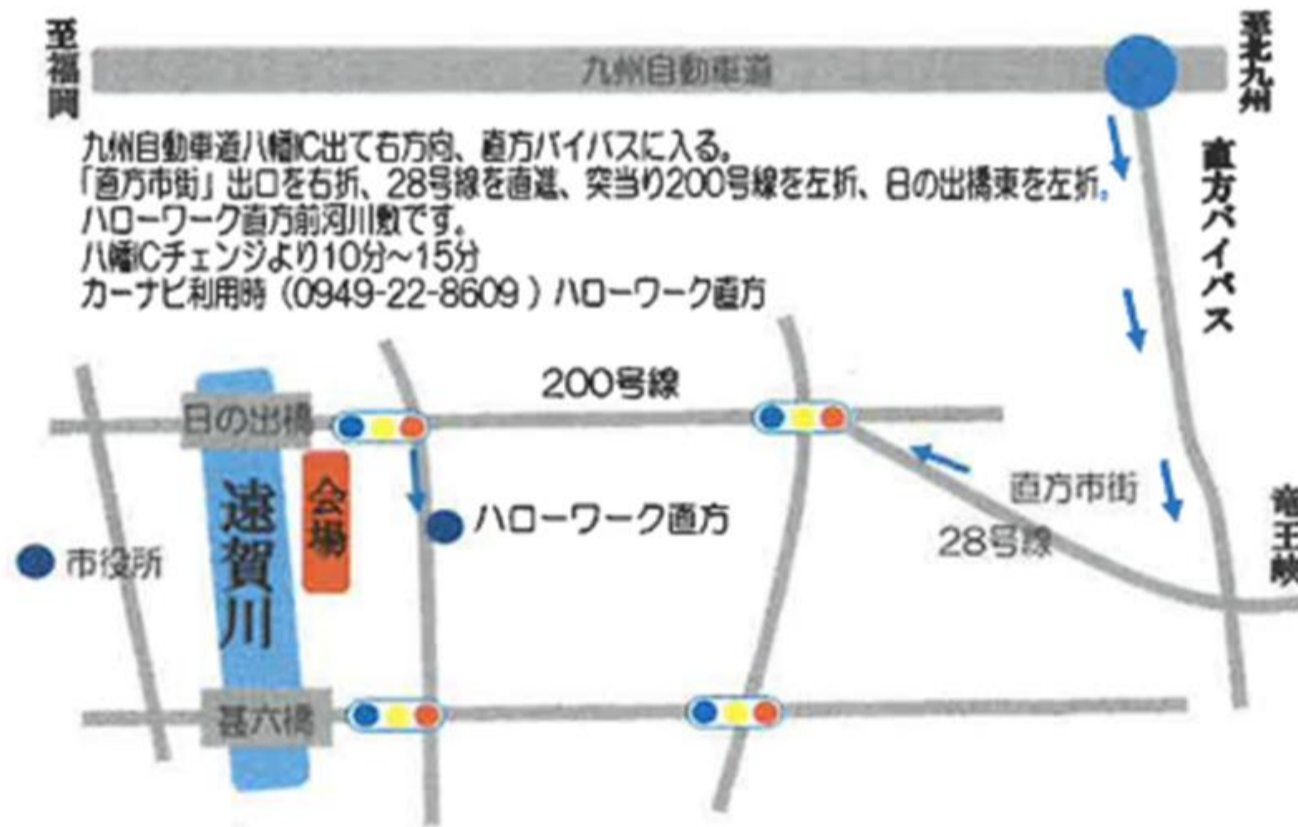 至福岡
九州自動車道
至北九州
九州自動車道八幡IC出て右方向、直方バイパスに入る。
「直方市街」出口を右折、28号線を直進、突当り200号線を左折、日の出橋東を左折。
ハローワーク直方前河川敷です。
八幡ICチェンジより10分～15分
カーナビ利用時（0949-22-8609）ハローワーク直方
直方バイパス
200号線
日の出橋
会場
遠賀川
ハローワーク直方
直方市街
28号線
竜王峡
市役所
甚六橋